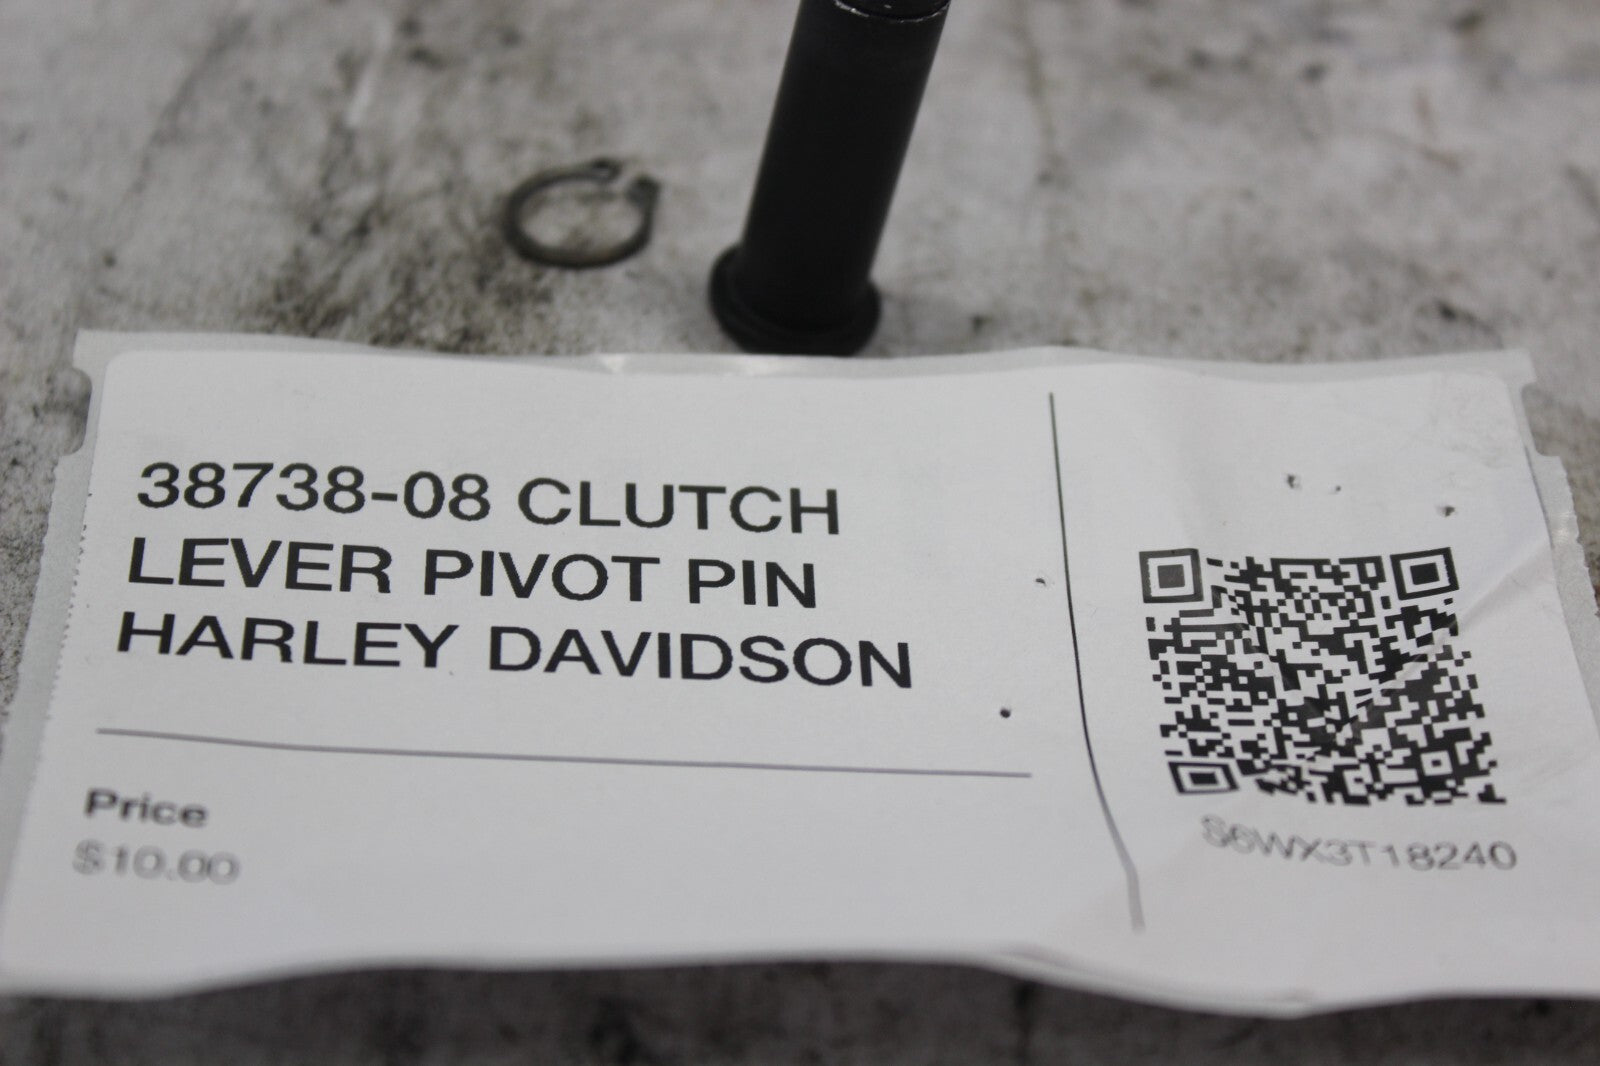 38738-08 CLUTCH
LEVER PIVOT PIN
HARLEY DAVIDSON
Price
$10.00
S6WX3T18240